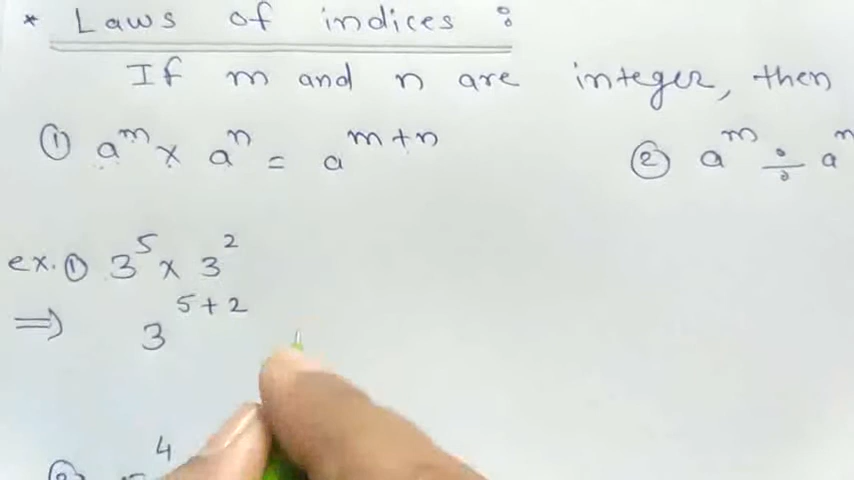 * Laws of indices :
If m and n are integer, then
① a^m × a^n = a^(m+n) ② a^m ÷ a^n
ex. ① 3^5 × 3^2
⇒ 3^(5+2)
4